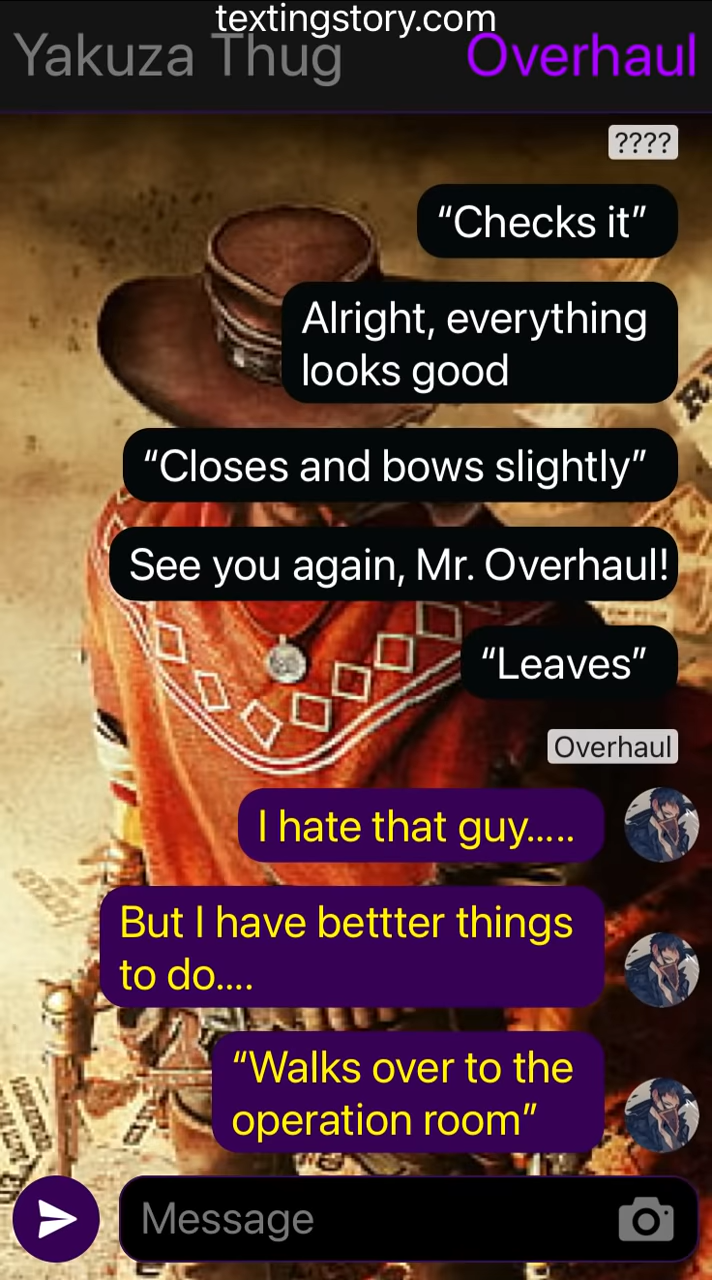 textingstory.com
Yakuza Thug
Overhaul
????
“Checks it”
Alright, everything
looks good
“Closes and bows slightly”
See you again, Mr. Overhaul!
“Leaves”
Overhaul
I hate that guy.....
But I have bettter things
to do....
“Walks over to the
operation room”
Message